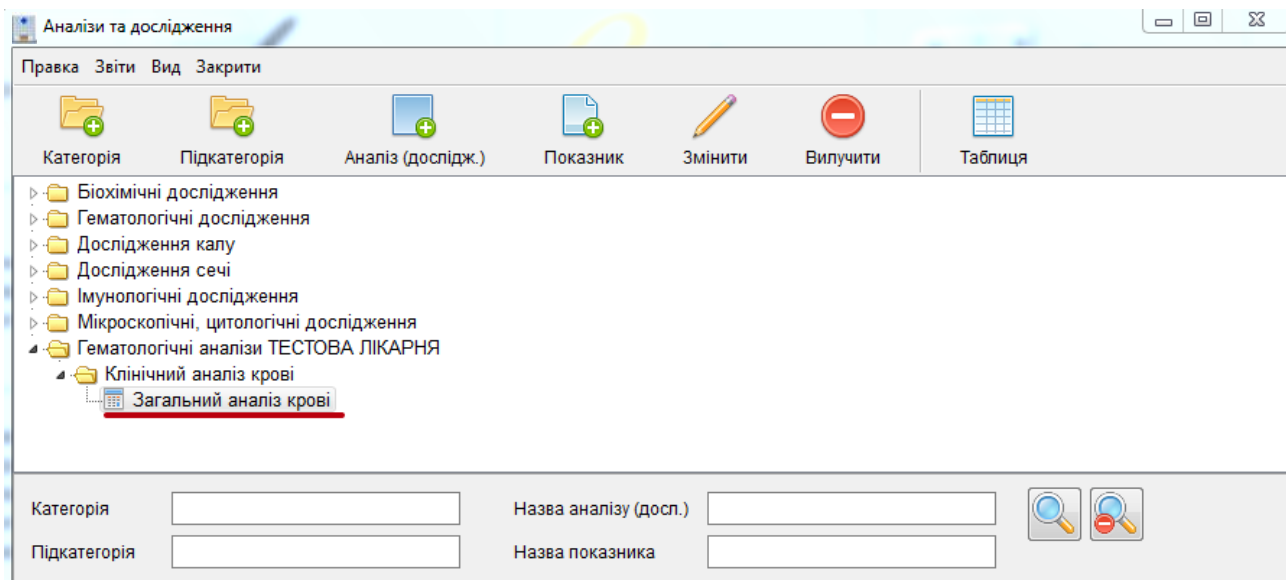 Аналізи та дослідження
Правка Звіти Вид Закрити
Категорія Підкатегорія Аналіз (дослідж.) Показник Змінити Вилучити Таблиця
Біохімічні дослідження
Гематологічні дослідження
Дослідження калу
Дослідження сечі
Імунологічні дослідження
Мікроскопічні, цитологічні дослідження
Гематологічні аналізи ТЕСТОВА ЛІКАРНЯ
Клінічний аналіз крові
Загальний аналіз крові
Категорія Назва аналізу (досл.)
Підкатегорія Назва показника